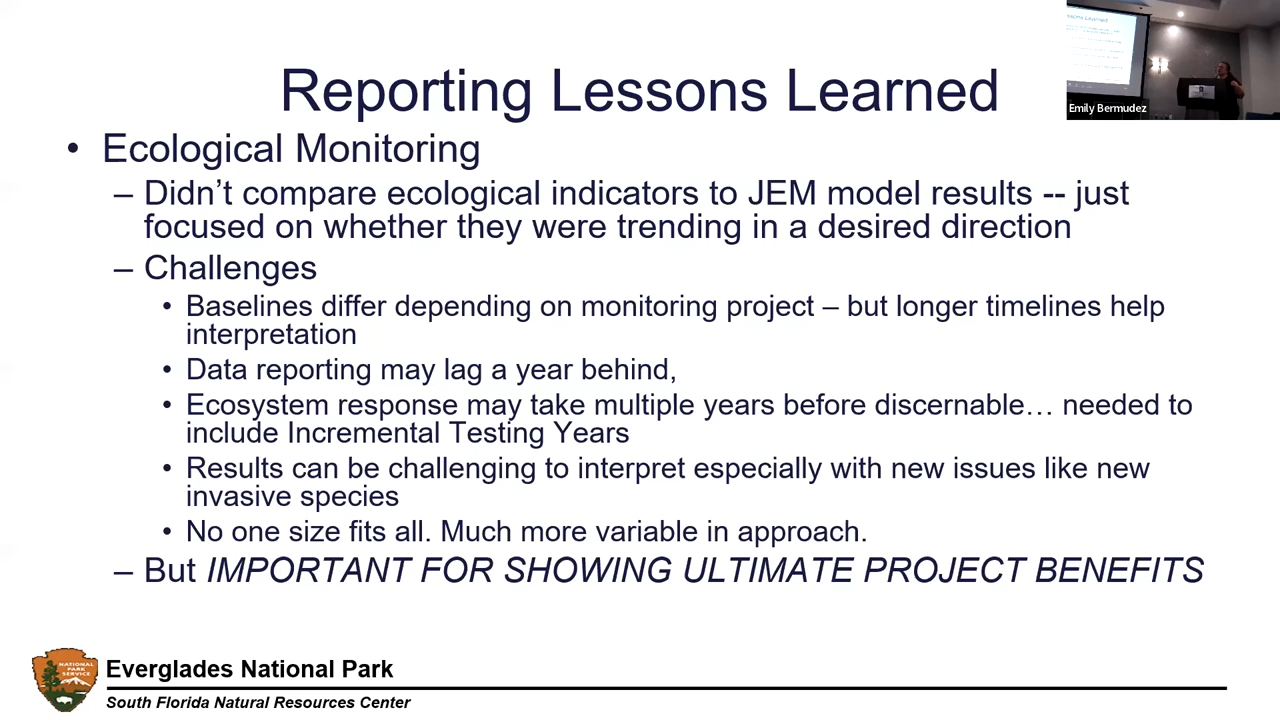 Reporting Lessons Learned
Emily Bermudez
• Ecological Monitoring
– Didn’t compare ecological indicators to JEM model results -- just
focused on whether they were trending in a desired direction
– Challenges
• Baselines differ depending on monitoring project – but longer timelines help
interpretation
• Data reporting may lag a year behind,
• Ecosystem response may take multiple years before discernable… needed to
include Incremental Testing Years
• Results can be challenging to interpret especially with new issues like new
invasive species
• No one size fits all. Much more variable in approach.
– But IMPORTANT FOR SHOWING ULTIMATE PROJECT BENEFITS
NATIONAL
PARK
SERVICE
Everglades National Park
South Florida Natural Resources Center